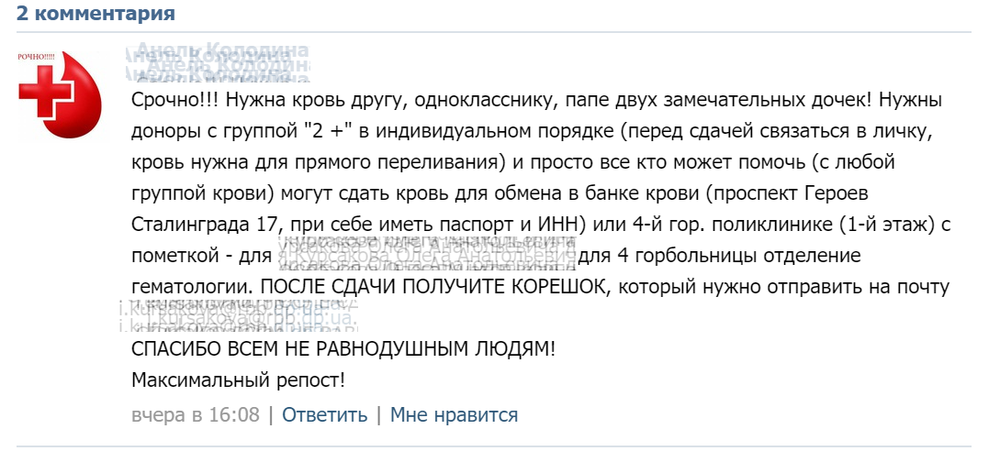 2 комментария
РОЧНО!!!!!
Срочно!!! Нужна кровь другу, однокласснику, папе двух замечательных дочек! Нужны
доноры с группой "2 +" в индивидуальном порядке (перед сдачей связаться в личку,
кровь нужна для прямого переливания) и просто все кто может помочь (с любой
группой крови) могут сдать кровь для обмена в банке крови (проспект Героев
Сталинграда 17, при себе иметь паспорт и ИНН) или 4-й гор. поликлинике (1-й этаж) с
пометкой - для для 4 горбольницы отделение
гематологии. ПОСЛЕ СДАЧИ ПОЛУЧИТЕ КОРЕШОК, который нужно отправить на почту
СПАСИБО ВСЕМ НЕ РАВНОДУШНЫМ ЛЮДЯМ!
Максимальный репост!
вчера в 16:08 | Ответить | Мне нравится